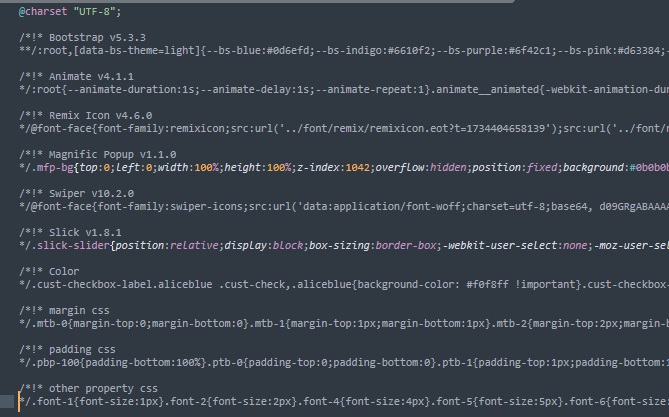 @charset "UTF-8";
/*!* Bootstrap v5.3.3
**/:root,[data-bs-theme=light]{--bs-blue:#0d6efd;--bs-indigo:#6610f2;--bs-purple:#6f42c1;--bs-pink:#d63384;-
/*!* Animate v4.1.1
*/:root{--animate-duration:1s;--animate-delay:1s;--animate-repeat:1}.animate__animated{-webkit-animation-dur
/*!* Remix Icon v4.6.0
*/@font-face{font-family:remixicon;src:url('../font/remix/remixicon.eot?t=1734404658139');src:url('../font/r
/*!* Magnific Popup v1.1.0
*/.mfp-bg{top:0;left:0;width:100%;height:100%;z-index:1042;overflow:hidden;position:fixed;background:#0b0b0b
/*!* Swiper v10.2.0
*/@font-face{font-family:swiper-icons;src:url('data:application/font-woff;charset=utf-8;base64, d09GRgABAAAA
/*!* Slick v1.8.1
*/.slick-slider{position:relative;display:block;box-sizing:border-box;-webkit-user-select:none;-moz-user-sel
/*!* Color
*/.cust-checkbox-label.aliceblue .cust-check,.aliceblue{background-color: #f0f8ff !important}.cust-checkbox-
/*!* margin css
*/.mtb-0{margin-top:0;margin-bottom:0}.mtb-1{margin-top:1px;margin-bottom:1px}.mtb-2{margin-top:2px;margin-b
/*!* padding css
*/.pbp-100{padding-bottom:100%}.ptb-0{padding-top:0;padding-bottom:0}.ptb-1{padding-top:1px;padding-bottom:1
/*!* other property css
*/.font-1{font-size:1px}.font-2{font-size:2px}.font-4{font-size:4px}.font-5{font-size:5px}.font-6{font-size: